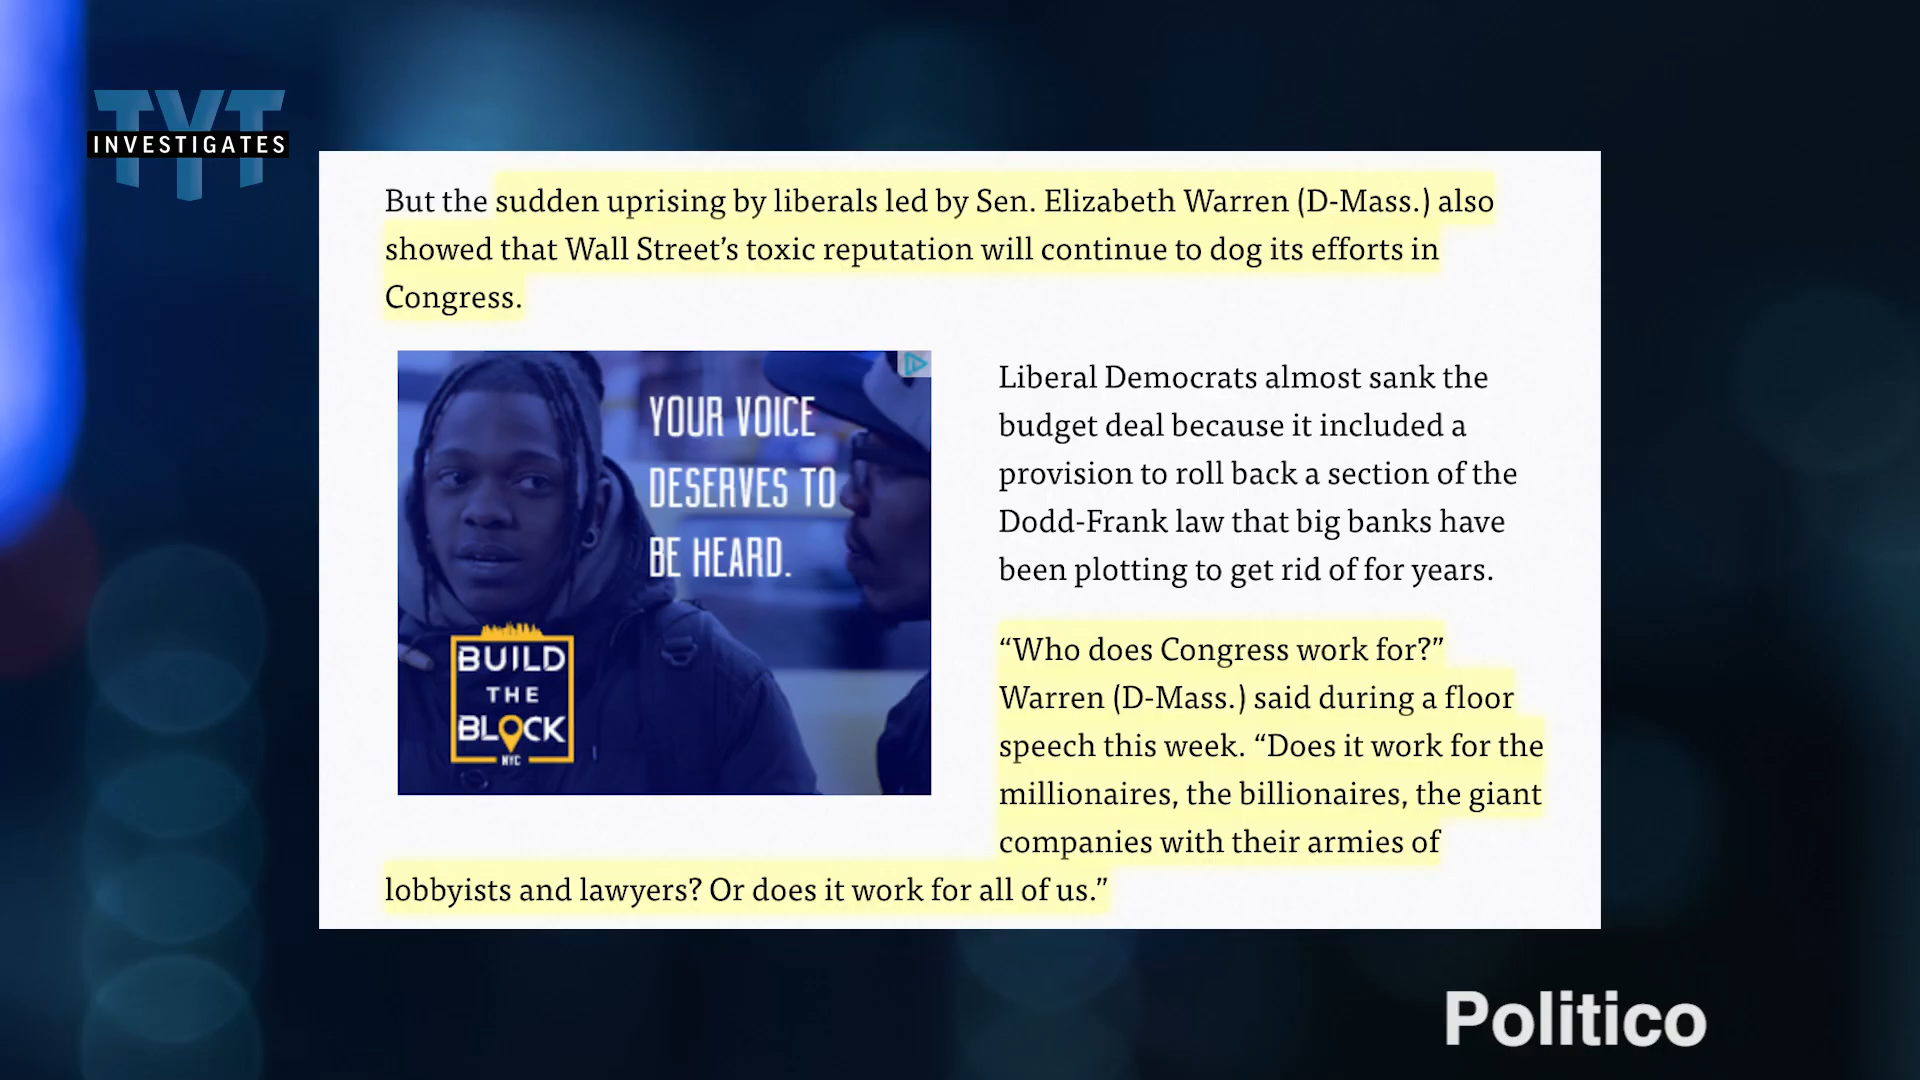 TYT
INVESTIGATES
But the sudden uprising by liberals led by Sen. Elizabeth Warren (D-Mass.) also
showed that Wall Street’s toxic reputation will continue to dog its efforts in
Congress.
YOUR VOICE
DESERVES TO
BE HEARD.
BUILD
THE
BLOCK
NYC
Liberal Democrats almost sank the
budget deal because it included a
provision to roll back a section of the
Dodd-Frank law that big banks have
been plotting to get rid of for years.
“Who does Congress work for?”
Warren (D-Mass.) said during a floor
speech this week. “Does it work for the
millionaires, the billionaires, the giant
companies with their armies of
lobbyists and lawyers? Or does it work for all of us.”
Politico